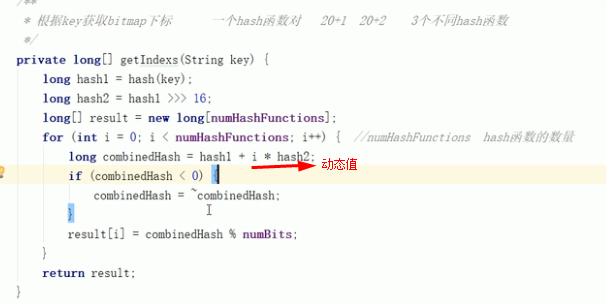 /**
* 根据key获取bitmap下标 一个hash函数对 20+1 20+2 3个不同hash函数
*/
private long[] getIndexs(String key) {
long hash1 = hash(key);
long hash2 = hash1 >>> 16;
long[] result = new long[numHashFunctions];
for (int i = 0; i < numHashFunctions; i++) { //numHashFunctions hash函数的数量
long combinedHash = hash1 + i * hash2; 动态值
if (combinedHash < 0) {
combinedHash = ~combinedHash;
}
result[i] = combinedHash % numBits;
}
return result;
}